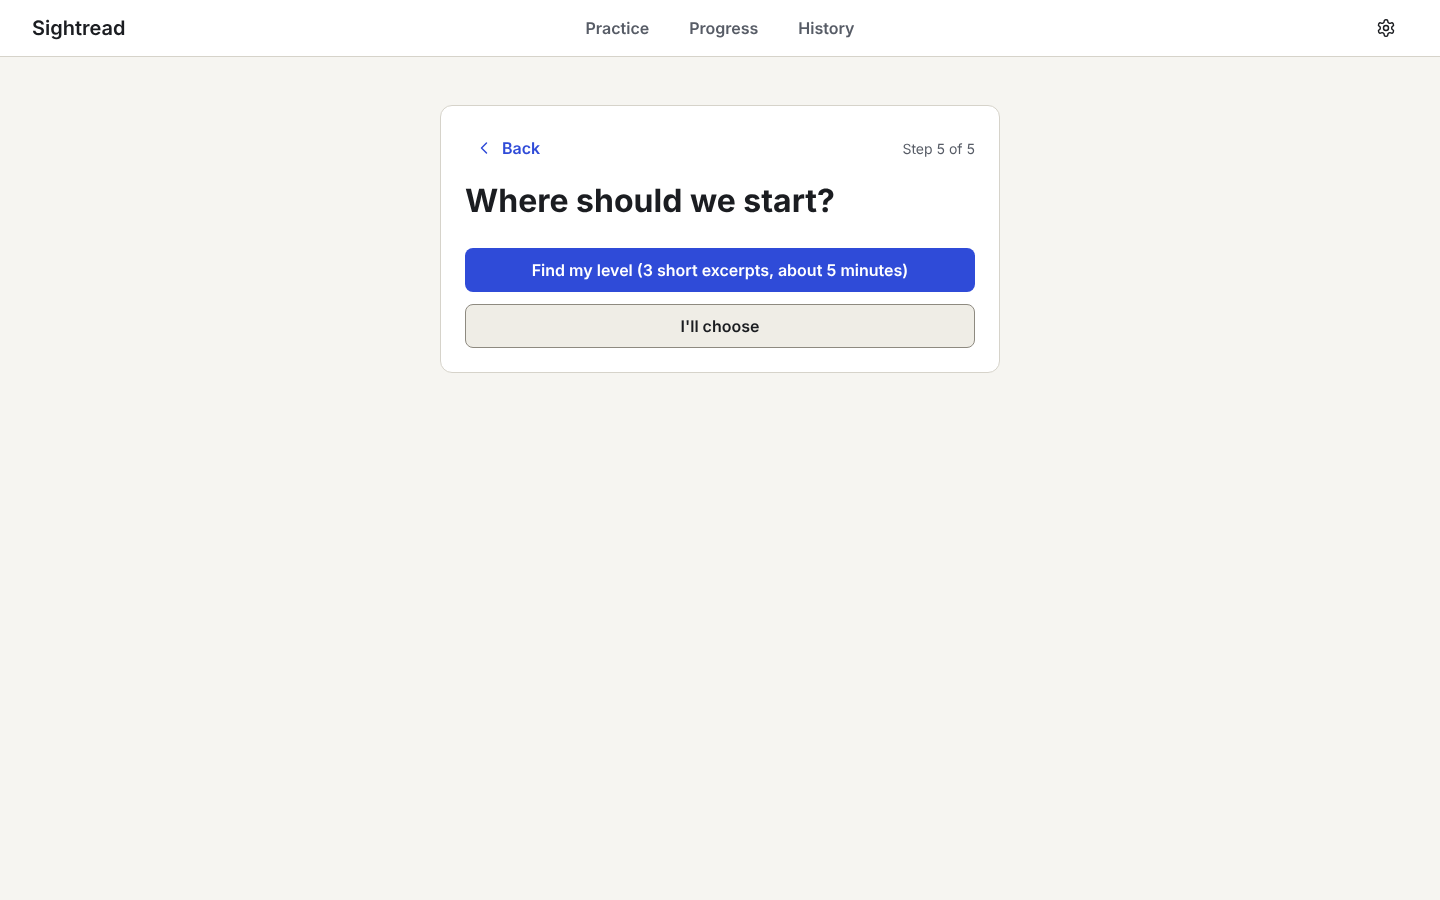 Sightread
Practice
Progress
History
Back
Step 5 of 5
Where should we start?
Find my level (3 short excerpts, about 5 minutes)
I'll choose